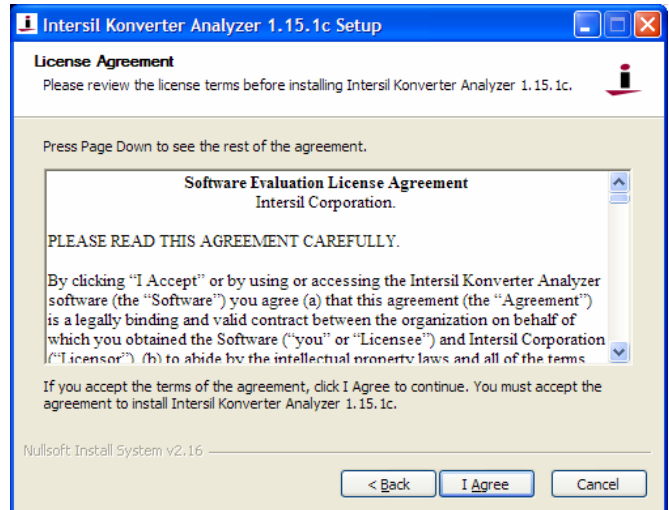 Intersil Konverter Analyzer 1.15.1c Setup
License Agreement
Please review the license terms before installing Intersil Konverter Analyzer 1.15.1c.
Press Page Down to see the rest of the agreement.
Software Evaluation License Agreement
Intersil Corporation.
PLEASE READ THIS AGREEMENT CAREFULLY.
By clicking “I Accept” or by using or accessing the Intersil Konverter Analyzer
software (the “Software”) you agree (a) that this agreement (the “Agreement”)
is a legally binding and valid contract between the organization on behalf of
which you obtained the Software (“you” or “Licensee”) and Intersil Corporation
(“Licensor”), (b) to abide by the intellectual property laws and all of the terms
If you accept the terms of the agreement, click I Agree to continue. You must accept the
agreement to install Intersil Konverter Analyzer 1.15.1c.
Nullsoft Install System v2.16
< Back I Agree Cancel